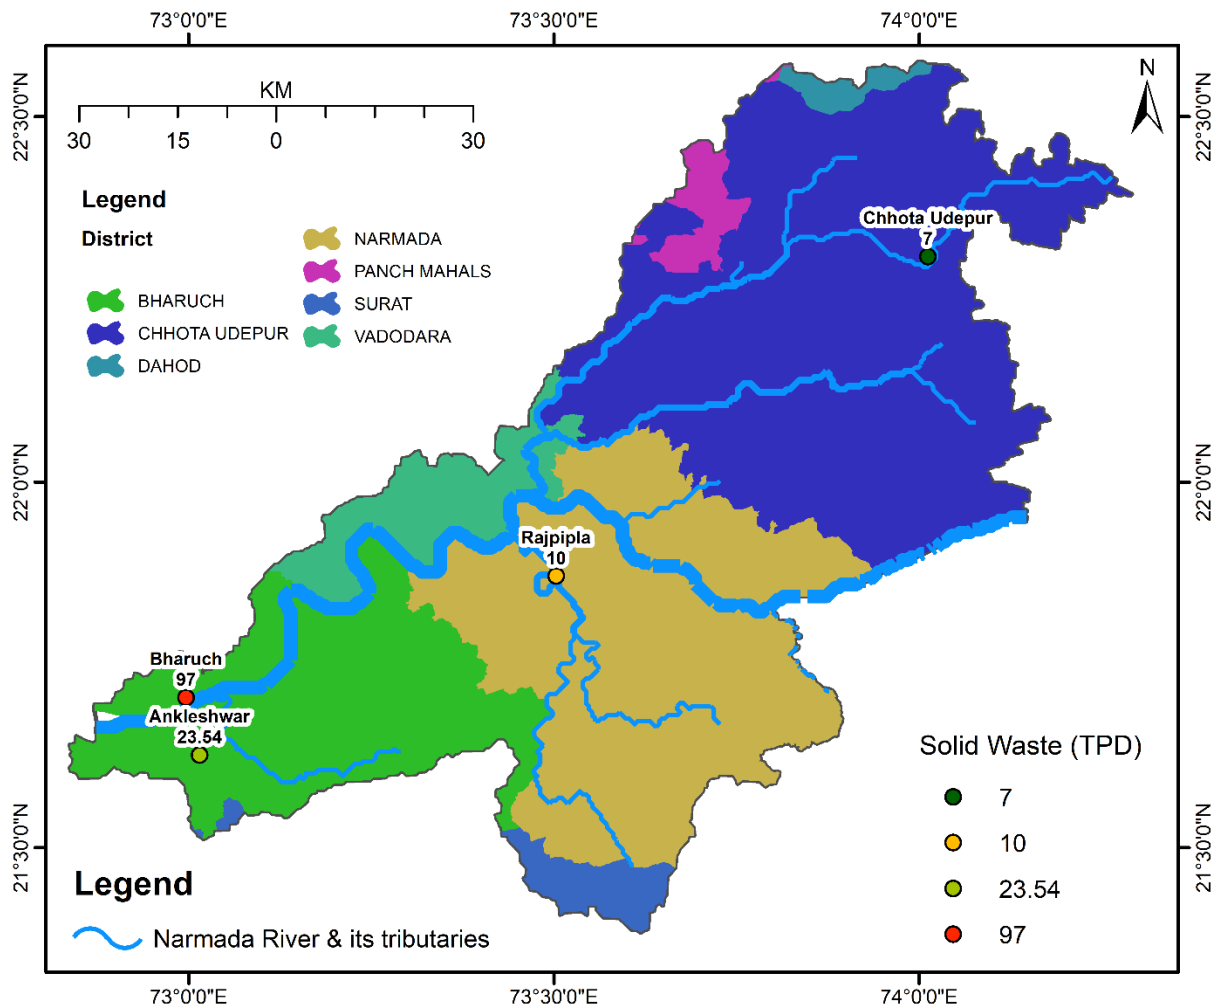 73°0'0"E
73°30'0"E
74°0'0"E
N
KM
30 15 0 30
22°30'0"N
22°30'0"N
Legend
District
BHARUCH
CHHOTA UDEPUR
DAHOD
NARMADA
PANCH MAHALS
SURAT
VADODARA
Chhota Udepur
7
22°0'0"N
22°0'0"N
Rajpipla
10
Bharuch
97
Ankleshwar
23.54
Solid Waste (TPD)
7
10
23.54
97
21°30'0"N
21°30'0"N
Legend
Narmada River & its tributaries
73°0'0"E
73°30'0"E
74°0'0"E